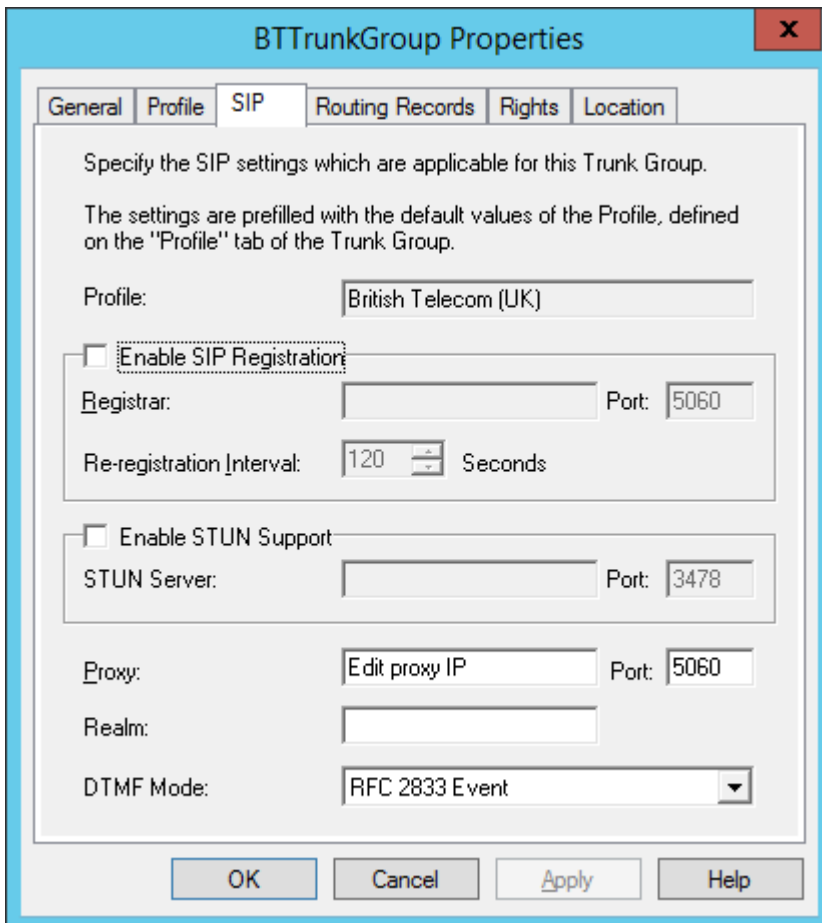 BTTrunkGroup Properties
x
General Profile SIP Routing Records Rights Location
Specify the SIP settings which are applicable for this Trunk Group.
The settings are prefilled with the default values of the Profile, defined
on the "Profile" tab of the Trunk Group.
Profile: British Telecom (UK)
Enable SIP Registration
Registrar: Port: 5060
Re-registration Interval: 120 Seconds
Enable STUN Support
STUN Server: Port: 3478
Proxy: Edit proxy IP Port: 5060
Realm:
DTMF Mode: RFC 2833 Event
OK Cancel Apply Help